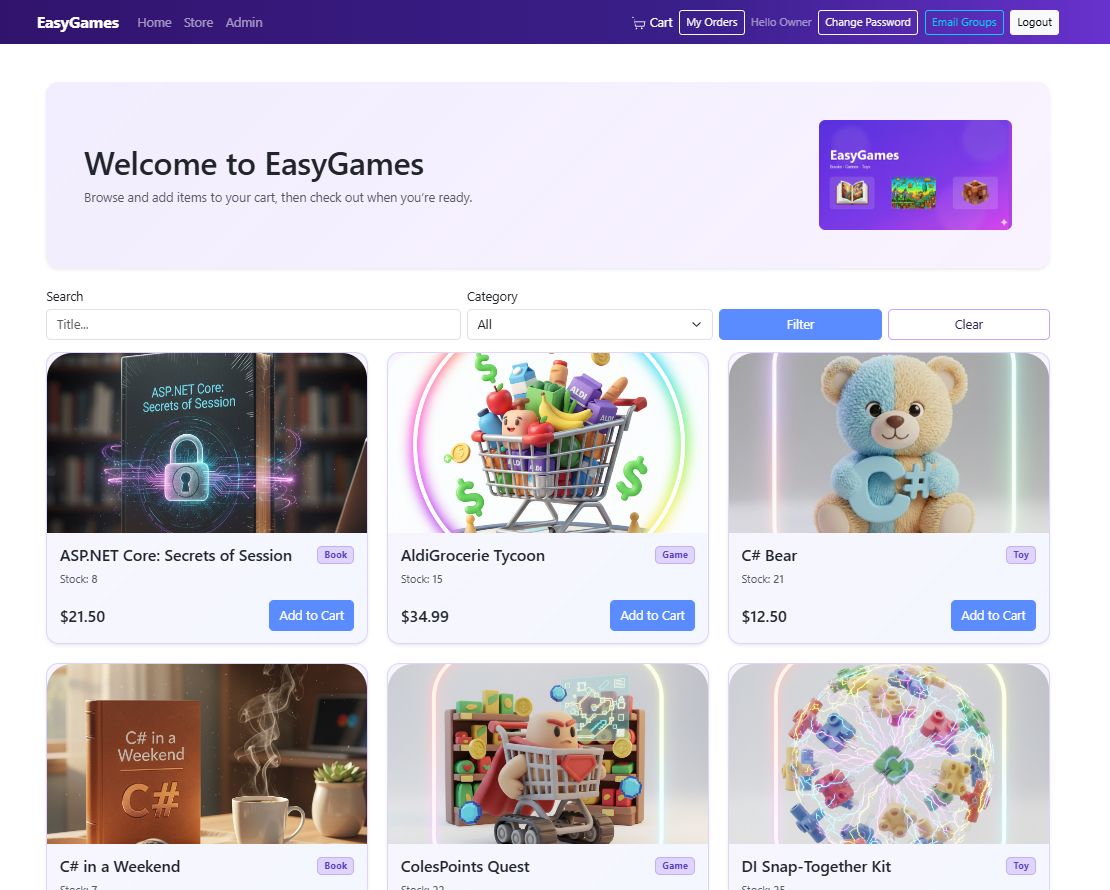 EasyGames Home Store Admin Cart My Orders Hello Owner Change Password Email Groups Logout
Welcome to EasyGames
Browse and add items to your cart, then check out when you're ready.
EasyGames
Books · Games · Toys
Search
Category
Title...
All
Filter
Clear
ASP.NET Core:
Secrets of Session
ALDI
ALDI
ALDI
C#
ASP.NET Core: Secrets of Session Book
Stock: 8
$21.50 Add to Cart
AldiGrocerie Tycoon Game
Stock: 15
$34.99 Add to Cart
C# Bear Toy
Stock: 21
$12.50 Add to Cart
C# in a
Weekend
C#
C# in a Weekend Book
Stock: 7
ColesPoints Quest Game
Stock: 22
DI Snap-Together Kit Toy
Stock: 25